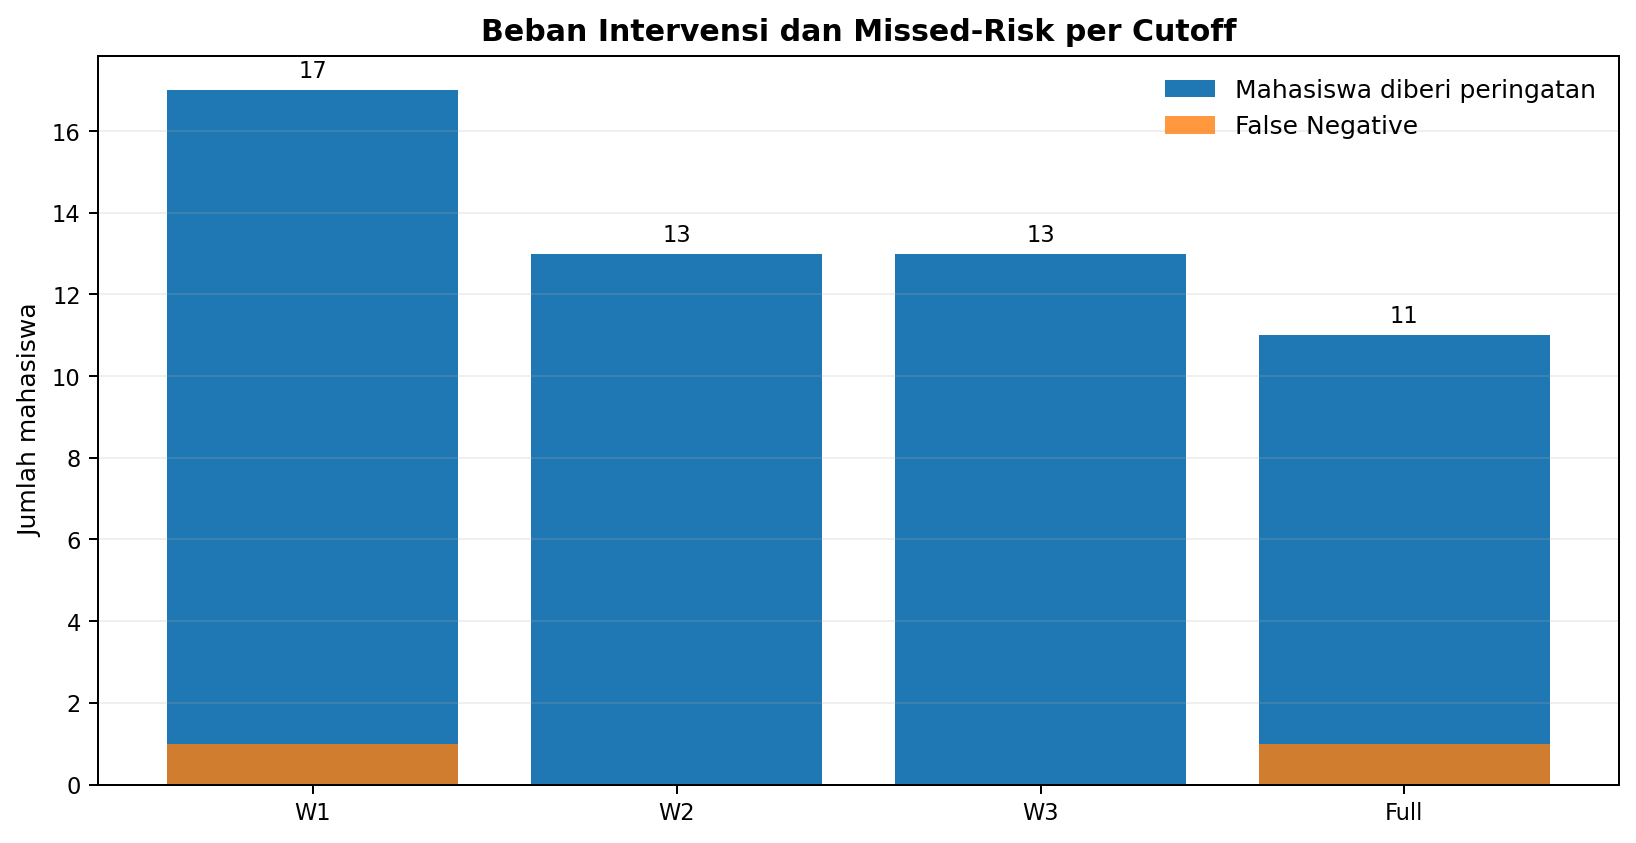 Beban Intervensi dan Missed-Risk per Cutoff
Mahasiswa diberi peringatan
False Negative
Jumlah mahasiswa
16
14
12
10
8
6
4
2
0
17
13
13
11
W1
W2
W3
Full